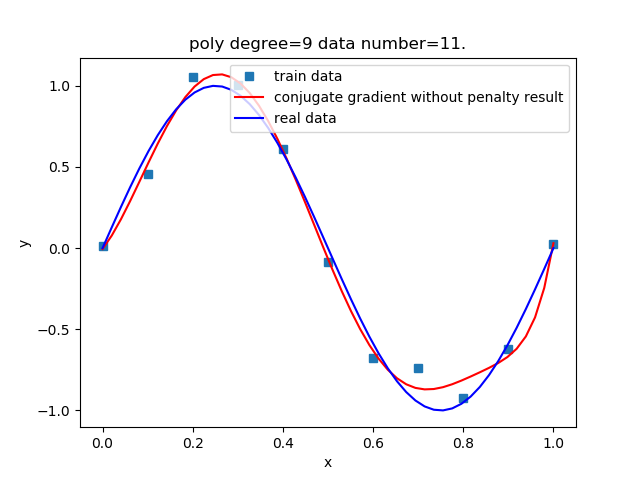 poly degree=9 data number=11.
train data
conjugate gradient without penalty result
real data
1.0
0.5
0.0
−0.5
−1.0
y
0.0 0.2 0.4 0.6 0.8 1.0
x